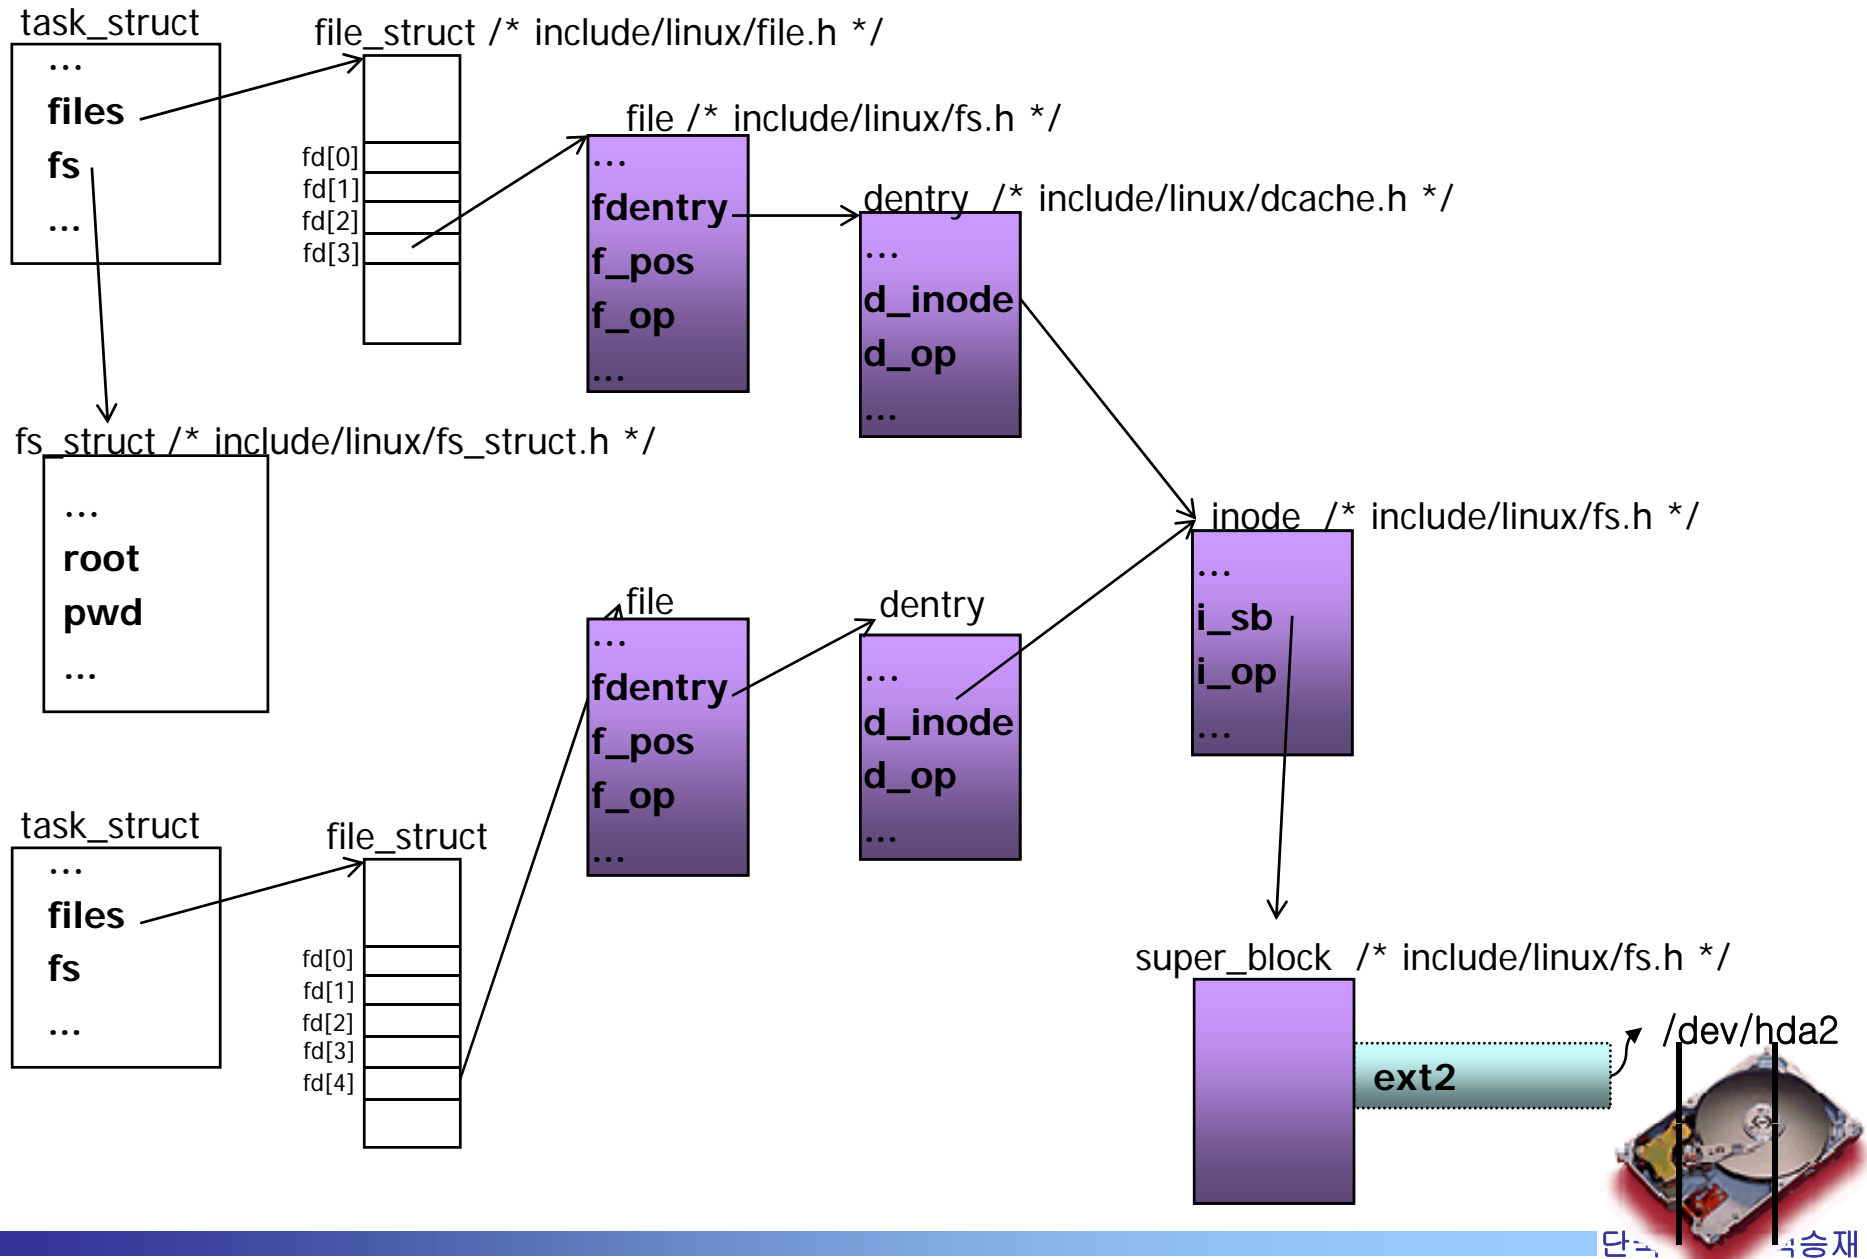 task_struct
...
files
fs
...
file_struct /* include/linux/file.h */
fd[0]
fd[1]
fd[2]
fd[3]
file /* include/linux/fs.h */
...
fdentry
f_pos
f_op
...
dentry /* include/linux/dcache.h */
...
d_inode
d_op
...
fs_struct /* include/linux/fs_struct.h */
...
root
pwd
...
inode /* include/linux/fs.h */
...
i_sb
i_op
...
file
...
fdentry
f_pos
f_op
...
dentry
...
d_inode
d_op
...
task_struct
...
files
fs
...
file_struct
fd[0]
fd[1]
fd[2]
fd[3]
fd[4]
super_block /* include/linux/fs.h */
ext2
/dev/hda2